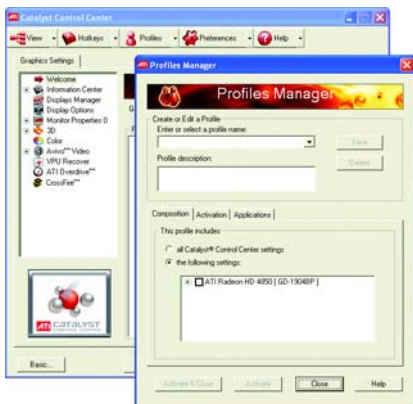 Catalyst Control Center
View
Hotkeys
Profiles
Preferences
Help
Graphics Settings
Welcome
Information Center
Displays Manager
Display Options
Monitor Properties 0
3D
Color
Avivo™ Video
VPU Recover
ATI Overdrive™
CrossFire™
ATI CATALYST
Basic...
Profiles Manager
Profiles Manager
Create or Edit a Profile
Enter or select a profile name:
Save
Profile description:
Delete
Composition
Activation
Applications
This profile includes
all Catalyst® Control Center settings
the following settings:
ATI Radeon HD 4850 [ GD-1904BP ]
Activate & Close
Activate
Close
Help